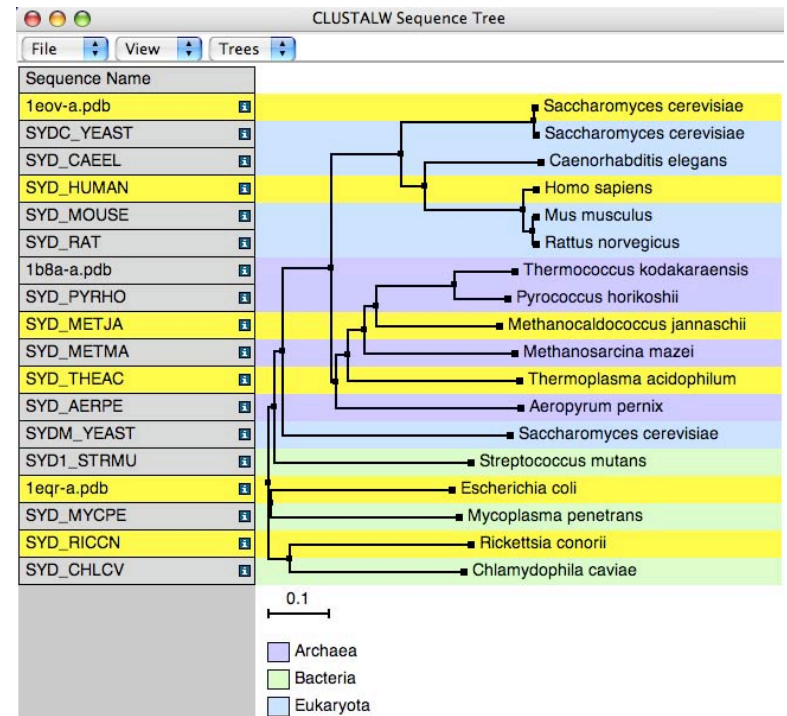 CLUSTALW Sequence Tree
File View Trees
Sequence Name
1eov-a.pdb Saccharomyces cerevisiae
SYDC_YEAST Saccharomyces cerevisiae
SYD_CAEEL Caenorhabditis elegans
SYD_HUMAN Homo sapiens
SYD_MOUSE Mus musculus
SYD_RAT Rattus norvegicus
1b8a-a.pdb Thermococcus kodakaraensis
SYD_PYRHO Pyrococcus horikoshii
SYD_METJA Methanocaldococcus jannaschii
SYD_METMA Methanosarcina mazei
SYD_THEAC Thermoplasma acidophilum
SYD_AERPE Aeropyrum pernix
SYDM_YEAST Saccharomyces cerevisiae
SYD1_STRMU Streptococcus mutans
1eqr-a.pdb Escherichia coli
SYD_MYCPE Mycoplasma penetrans
SYD_RICCN Rickettsia conorii
SYD_CHLCV Chlamydophila caviae
0.1
Archaea
Bacteria
Eukaryota